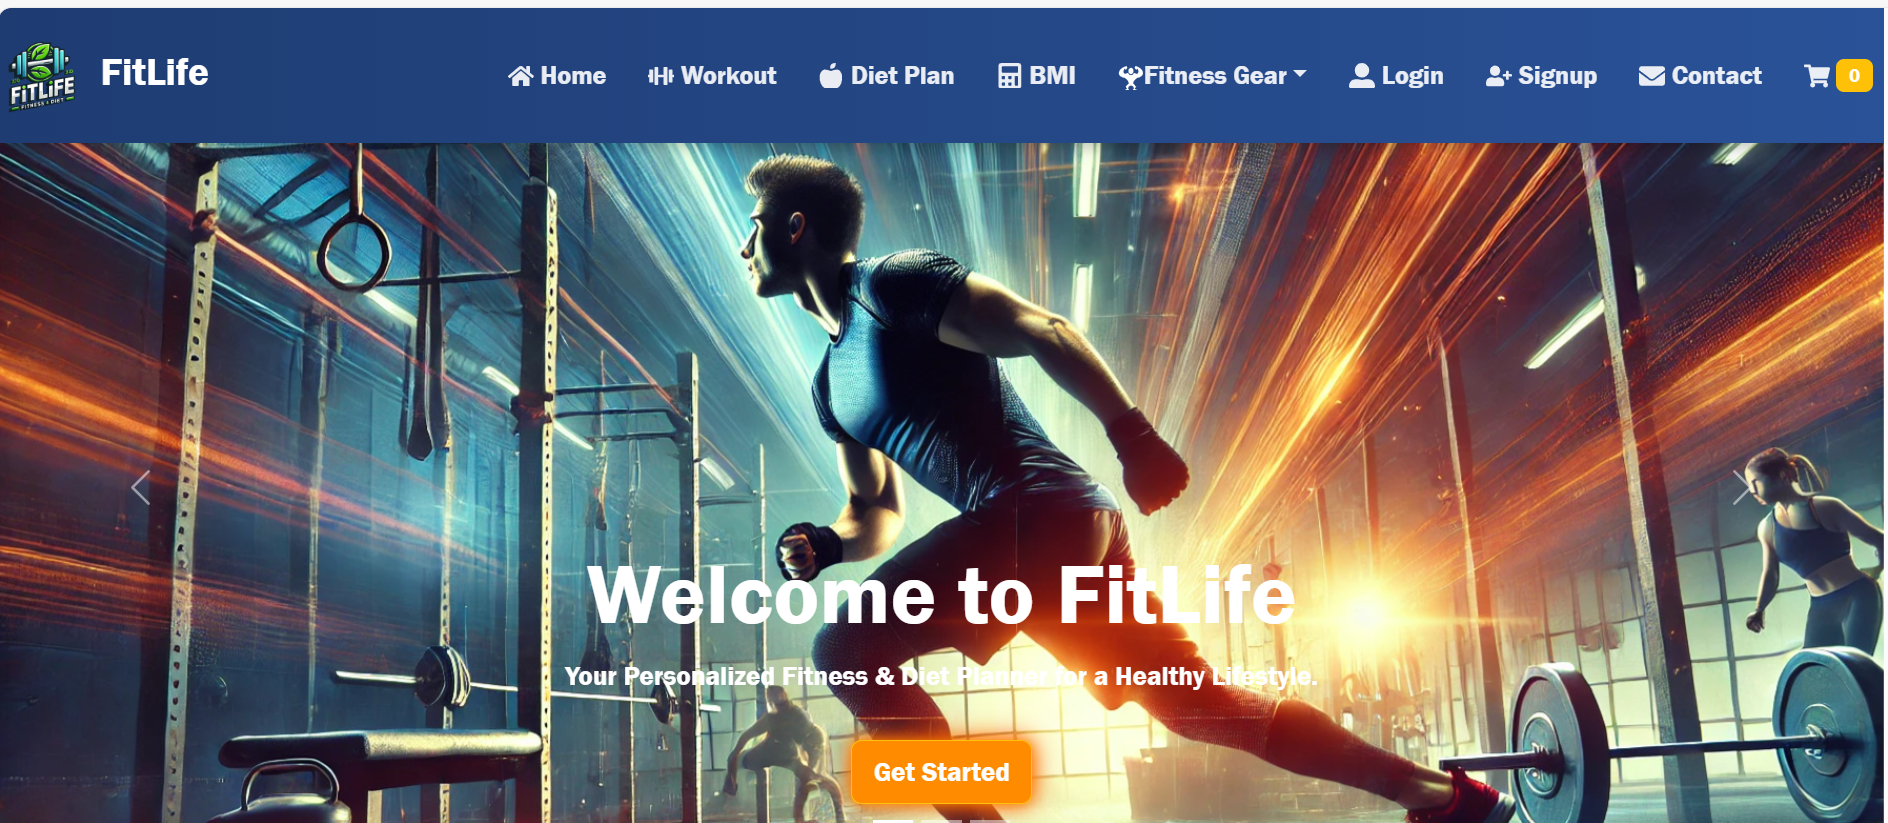 FiTLiFE
FITNESS & DIET
FitLife
Home
Workout
Diet Plan
BMI
Fitness Gear
Login
Signup
Contact
0
Welcome to FitLife
Your Personalized Fitness & Diet Planner for a Healthy Lifestyle.
Get Started